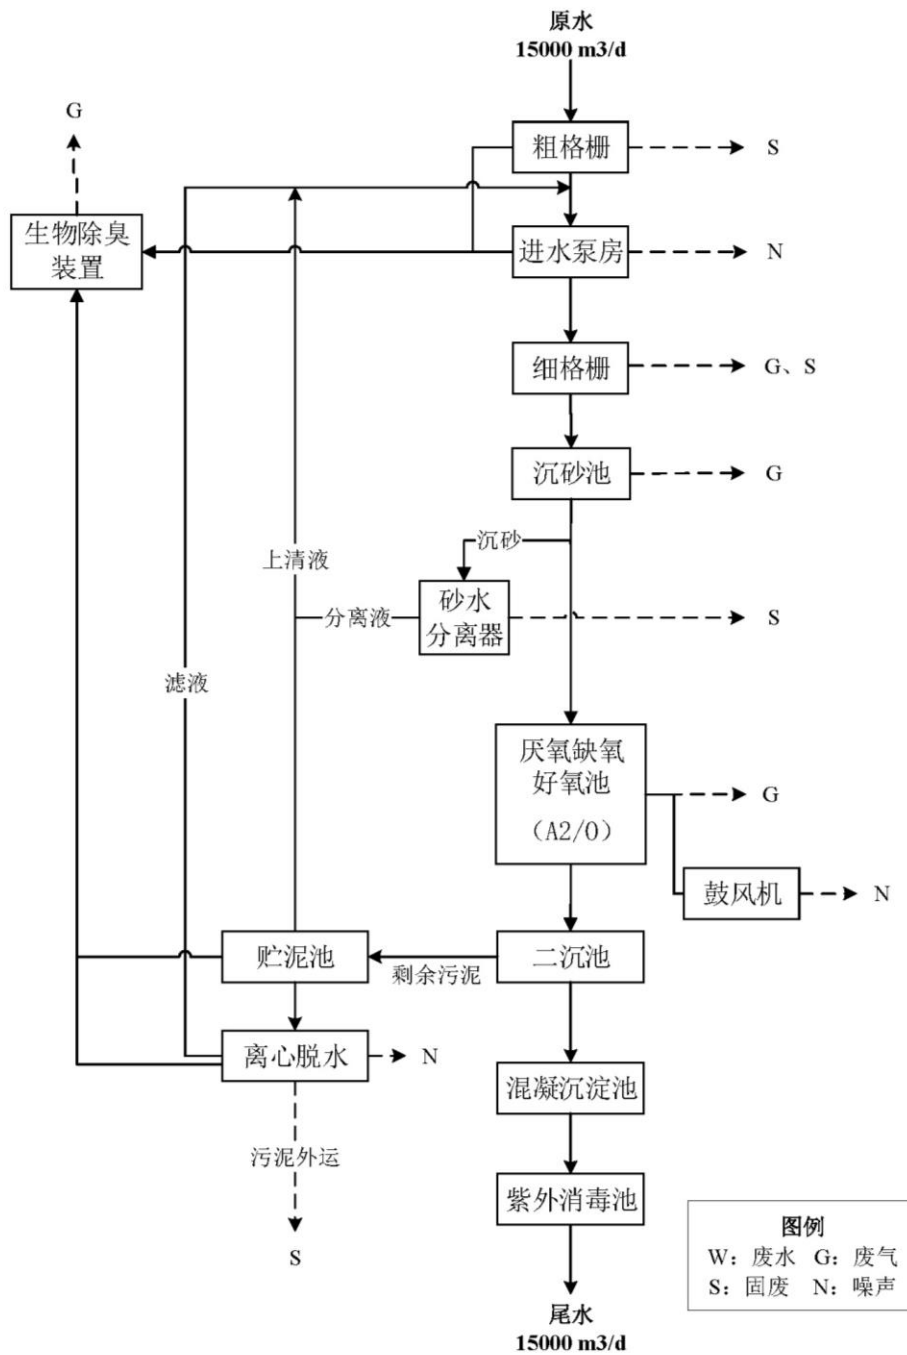 原水
15000 m3/d
G
粗格栅
S
生物除臭
装置
进水泵房
N
细格栅
G、S
沉砂池
G
沉砂
上清液
砂水
分离器
分离液
S
滤液
厌氧缺氧
好氧池
（A2/O）
G
鼓风机
N
贮泥池
剩余污泥
二沉池
离心脱水
N
混凝沉淀池
污泥外运
紫外消毒池
S
图例
W：废水 G：废气
S：固废 N：噪声
尾水
15000 m3/d